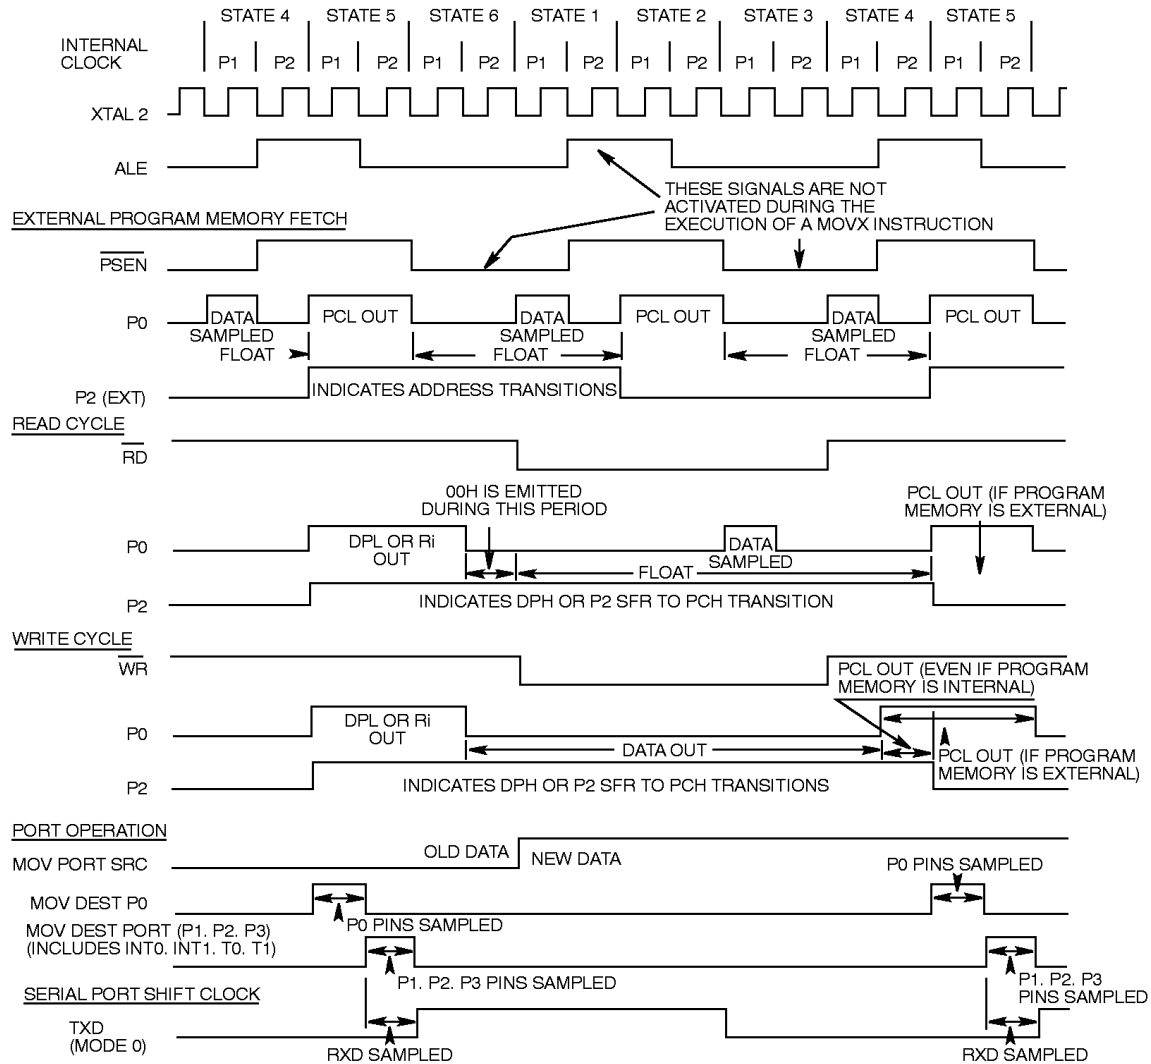 STATE 4 STATE 5 STATE 6 STATE 1 STATE 2 STATE 3 STATE 4 STATE 5
INTERNAL
CLOCK
P1 P2 P1 P2 P1 P2 P1 P2 P1 P2 P1 P2 P1 P2 P1 P2
XTAL 2
ALE
THESE SIGNALS ARE NOT
ACTIVATED DURING THE
EXECUTION OF A MOVX INSTRUCTION
EXTERNAL PROGRAM MEMORY FETCH
PSEN
P0
DATA PCL OUT DATA PCL OUT DATA PCL OUT
SAMPLED SAMPLED SAMPLED
FLOAT FLOAT FLOAT
P2 (EXT)
INDICATES ADDRESS TRANSITIONS
READ CYCLE
RD
00H IS EMITTED
DURING THIS PERIOD
PCL OUT (IF PROGRAM
MEMORY IS EXTERNAL)
P0
DPL OR Ri
OUT
DATA
SAMPLED
FLOAT
P2
INDICATES DPH OR P2 SFR TO PCH TRANSITION
WRITE CYCLE
WR
PCL OUT (EVEN IF PROGRAM
MEMORY IS INTERNAL)
P0
DPL OR Ri
OUT
DATA OUT
PCL OUT (IF PROGRAM
MEMORY IS EXTERNAL)
P2
INDICATES DPH OR P2 SFR TO PCH TRANSITIONS
PORT OPERATION
MOV PORT SRC
OLD DATA
NEW DATA
MOV DEST P0
P0 PINS SAMPLED
P0 PINS SAMPLED
MOV DEST PORT (P1. P2. P3)
(INCLUDES INT0. INT1. T0. T1)
P1. P2. P3 PINS SAMPLED
P1. P2. P3
PINS SAMPLED
SERIAL PORT SHIFT CLOCK
TXD
(MODE 0)
RXD SAMPLED
RXD SAMPLED